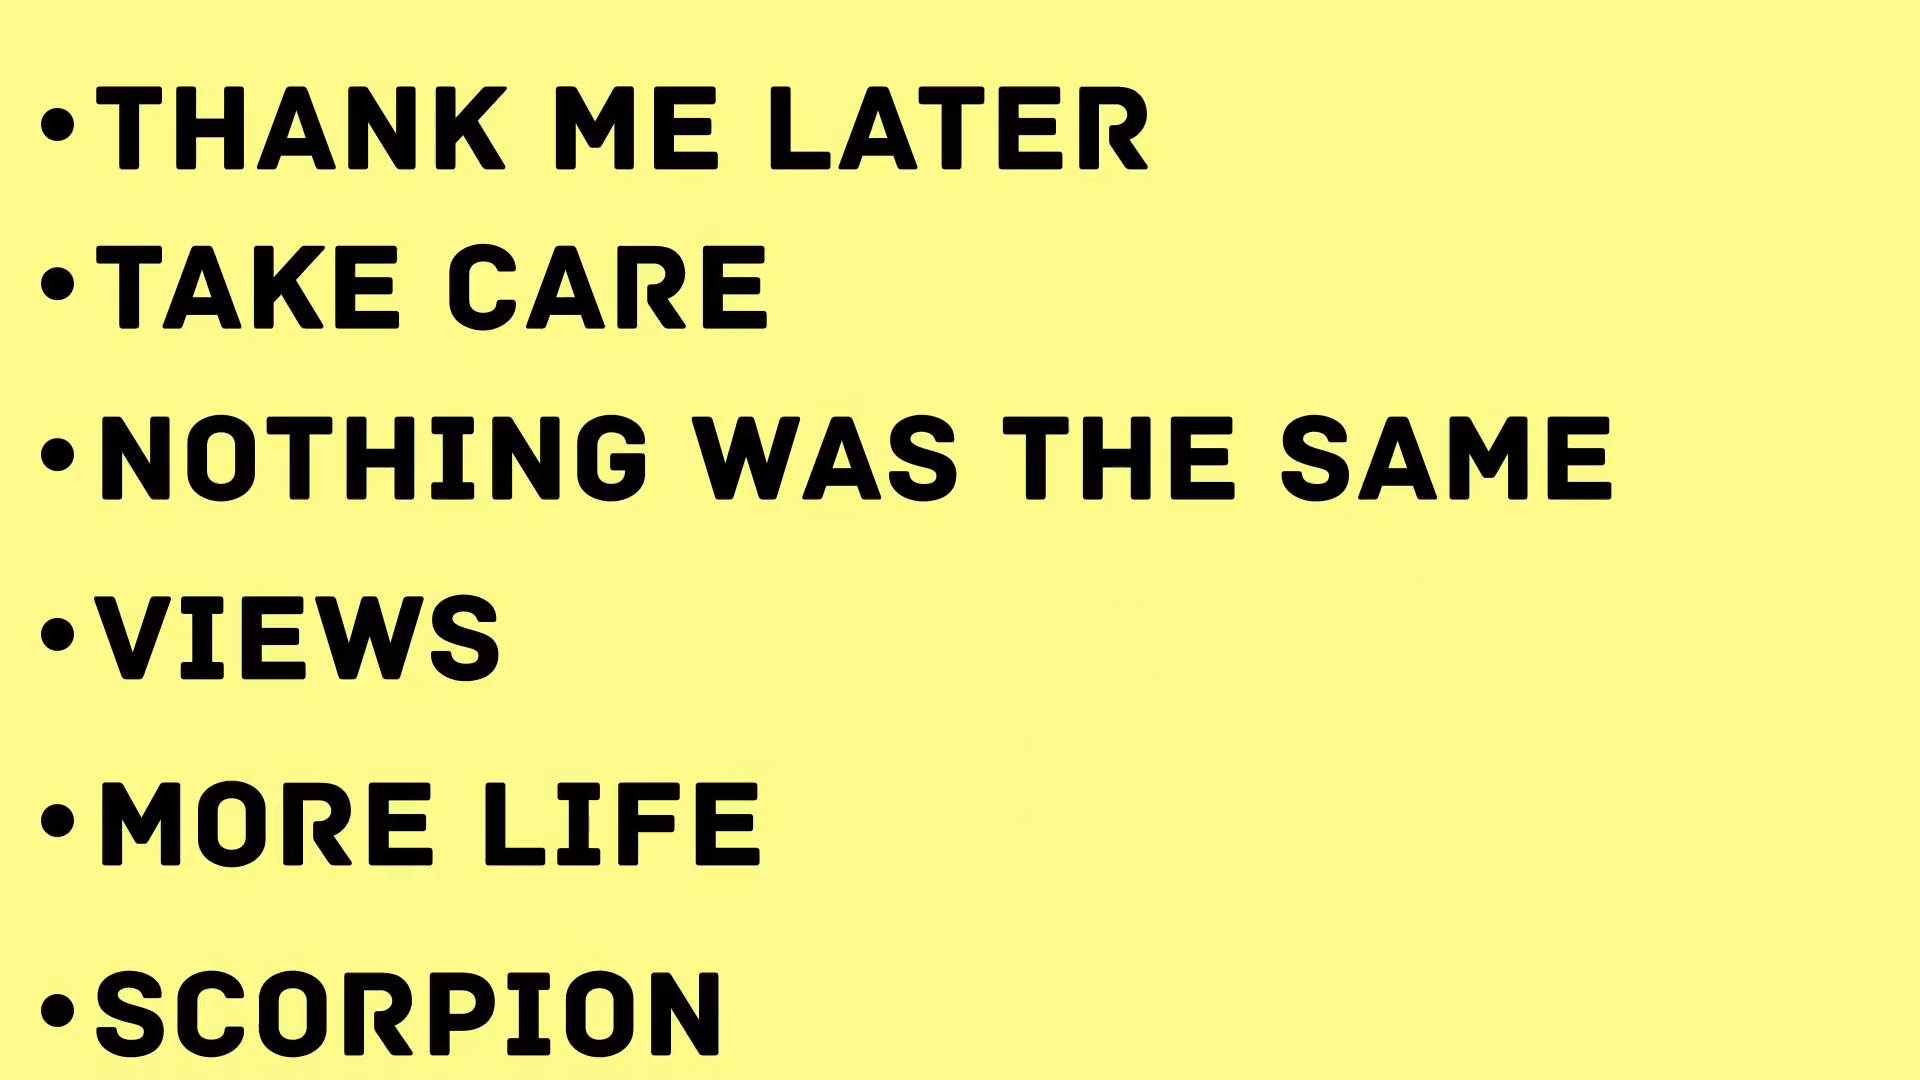 • THANK ME LATER
• TAKE CARE
• NOTHING WAS THE SAME
• VIEWS
• MORE LIFE
• SCORPION